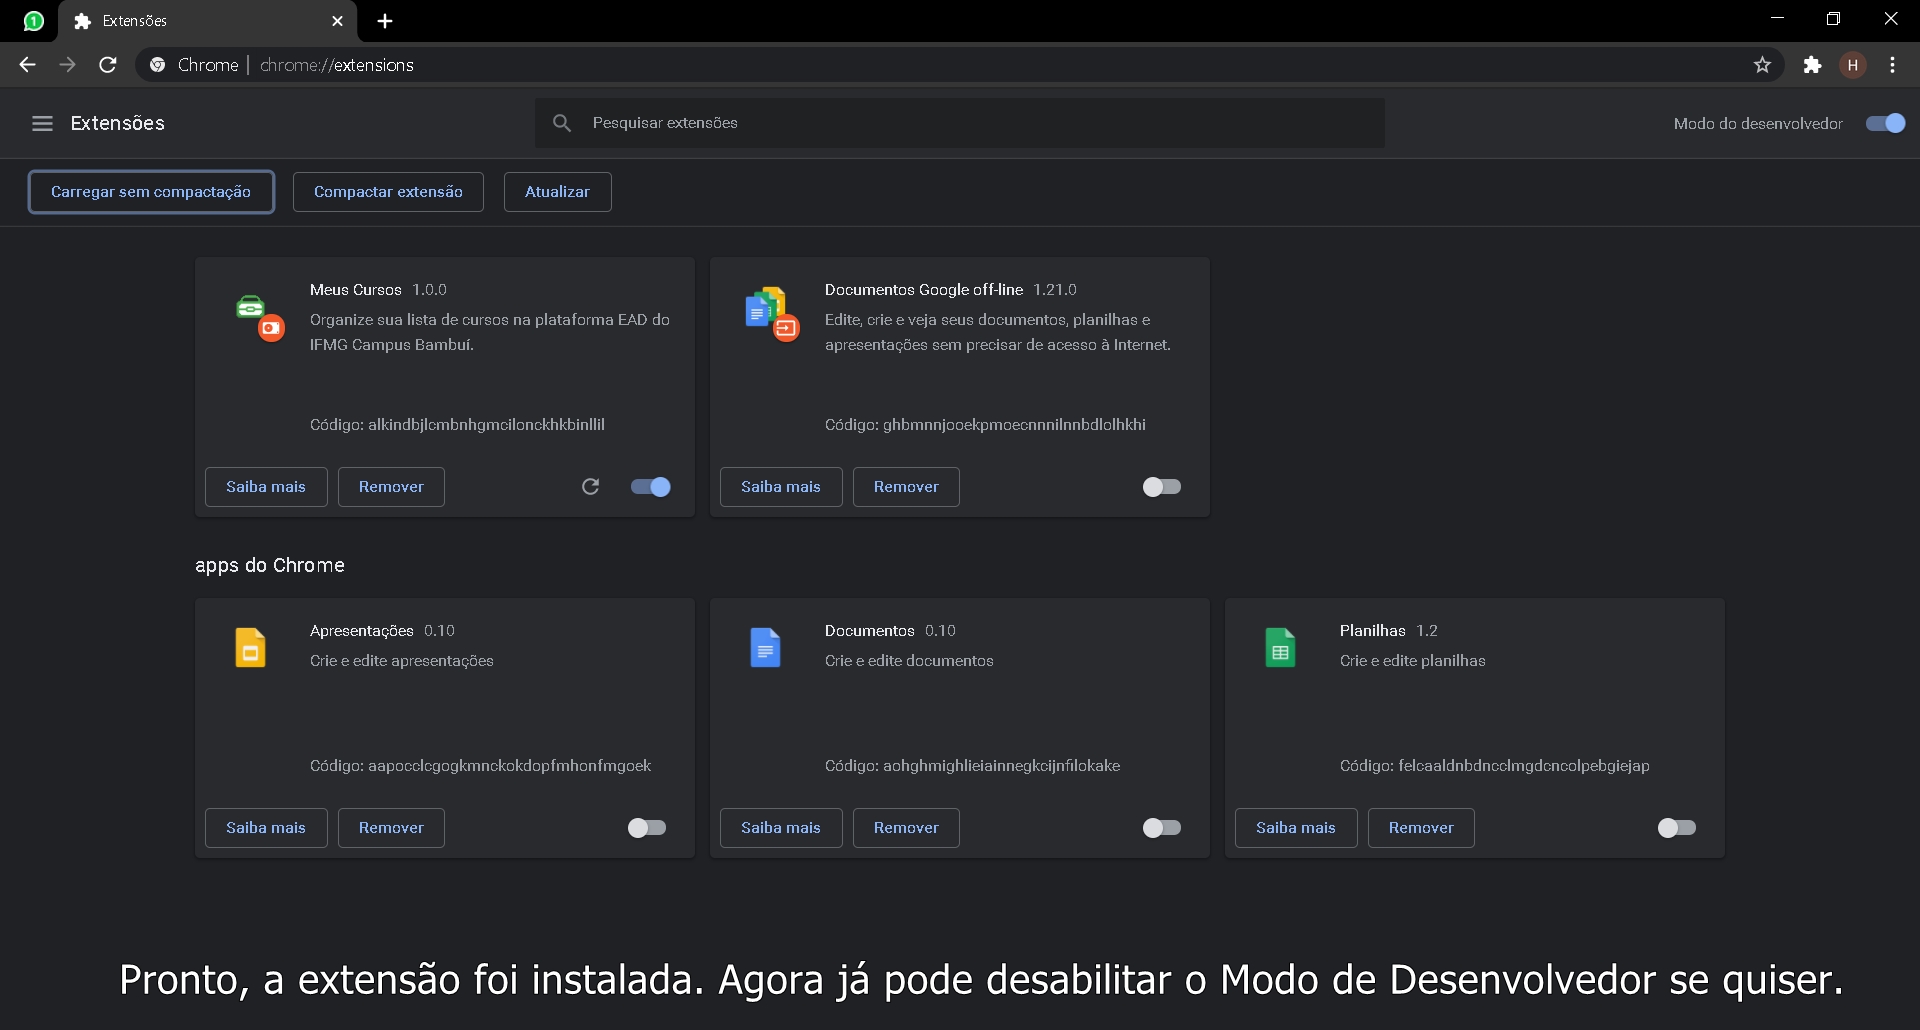 1 Extensões
Chrome | chrome://extensions
H
Extensões
Pesquisar extensões
Modo do desenvolvedor
Carregar sem compactação
Compactar extensão
Atualizar
Meus Cursos 1.0.0
Organize sua lista de cursos na plataforma EAD do
IFMG Campus Bambuí.
Código: alkindbjlcmbnhgmcilonckhkbinllil
Saiba mais
Remover
Documentos Google off-line 1.21.0
Edite, crie e veja seus documentos, planilhas e
apresentações sem precisar de acesso à Internet.
Código: ghbmnnjooekpmoecnnnilnnbdlolhkhi
Saiba mais
Remover
apps do Chrome
Apresentações 0.10
Crie e edite apresentações
Código: aapocclcgogkmnckokdopfmhonfmgoek
Saiba mais
Remover
Documentos 0.10
Crie e edite documentos
Código: aohghmighlieiainnegkcijnfilokake
Saiba mais
Remover
Planilhas 1.2
Crie e edite planilhas
Código: felcaaldnbdncclmgdcncolpebgiejap
Saiba mais
Remover
Pronto, a extensão foi instalada. Agora já pode desabilitar o Modo de Desenvolvedor se quiser.